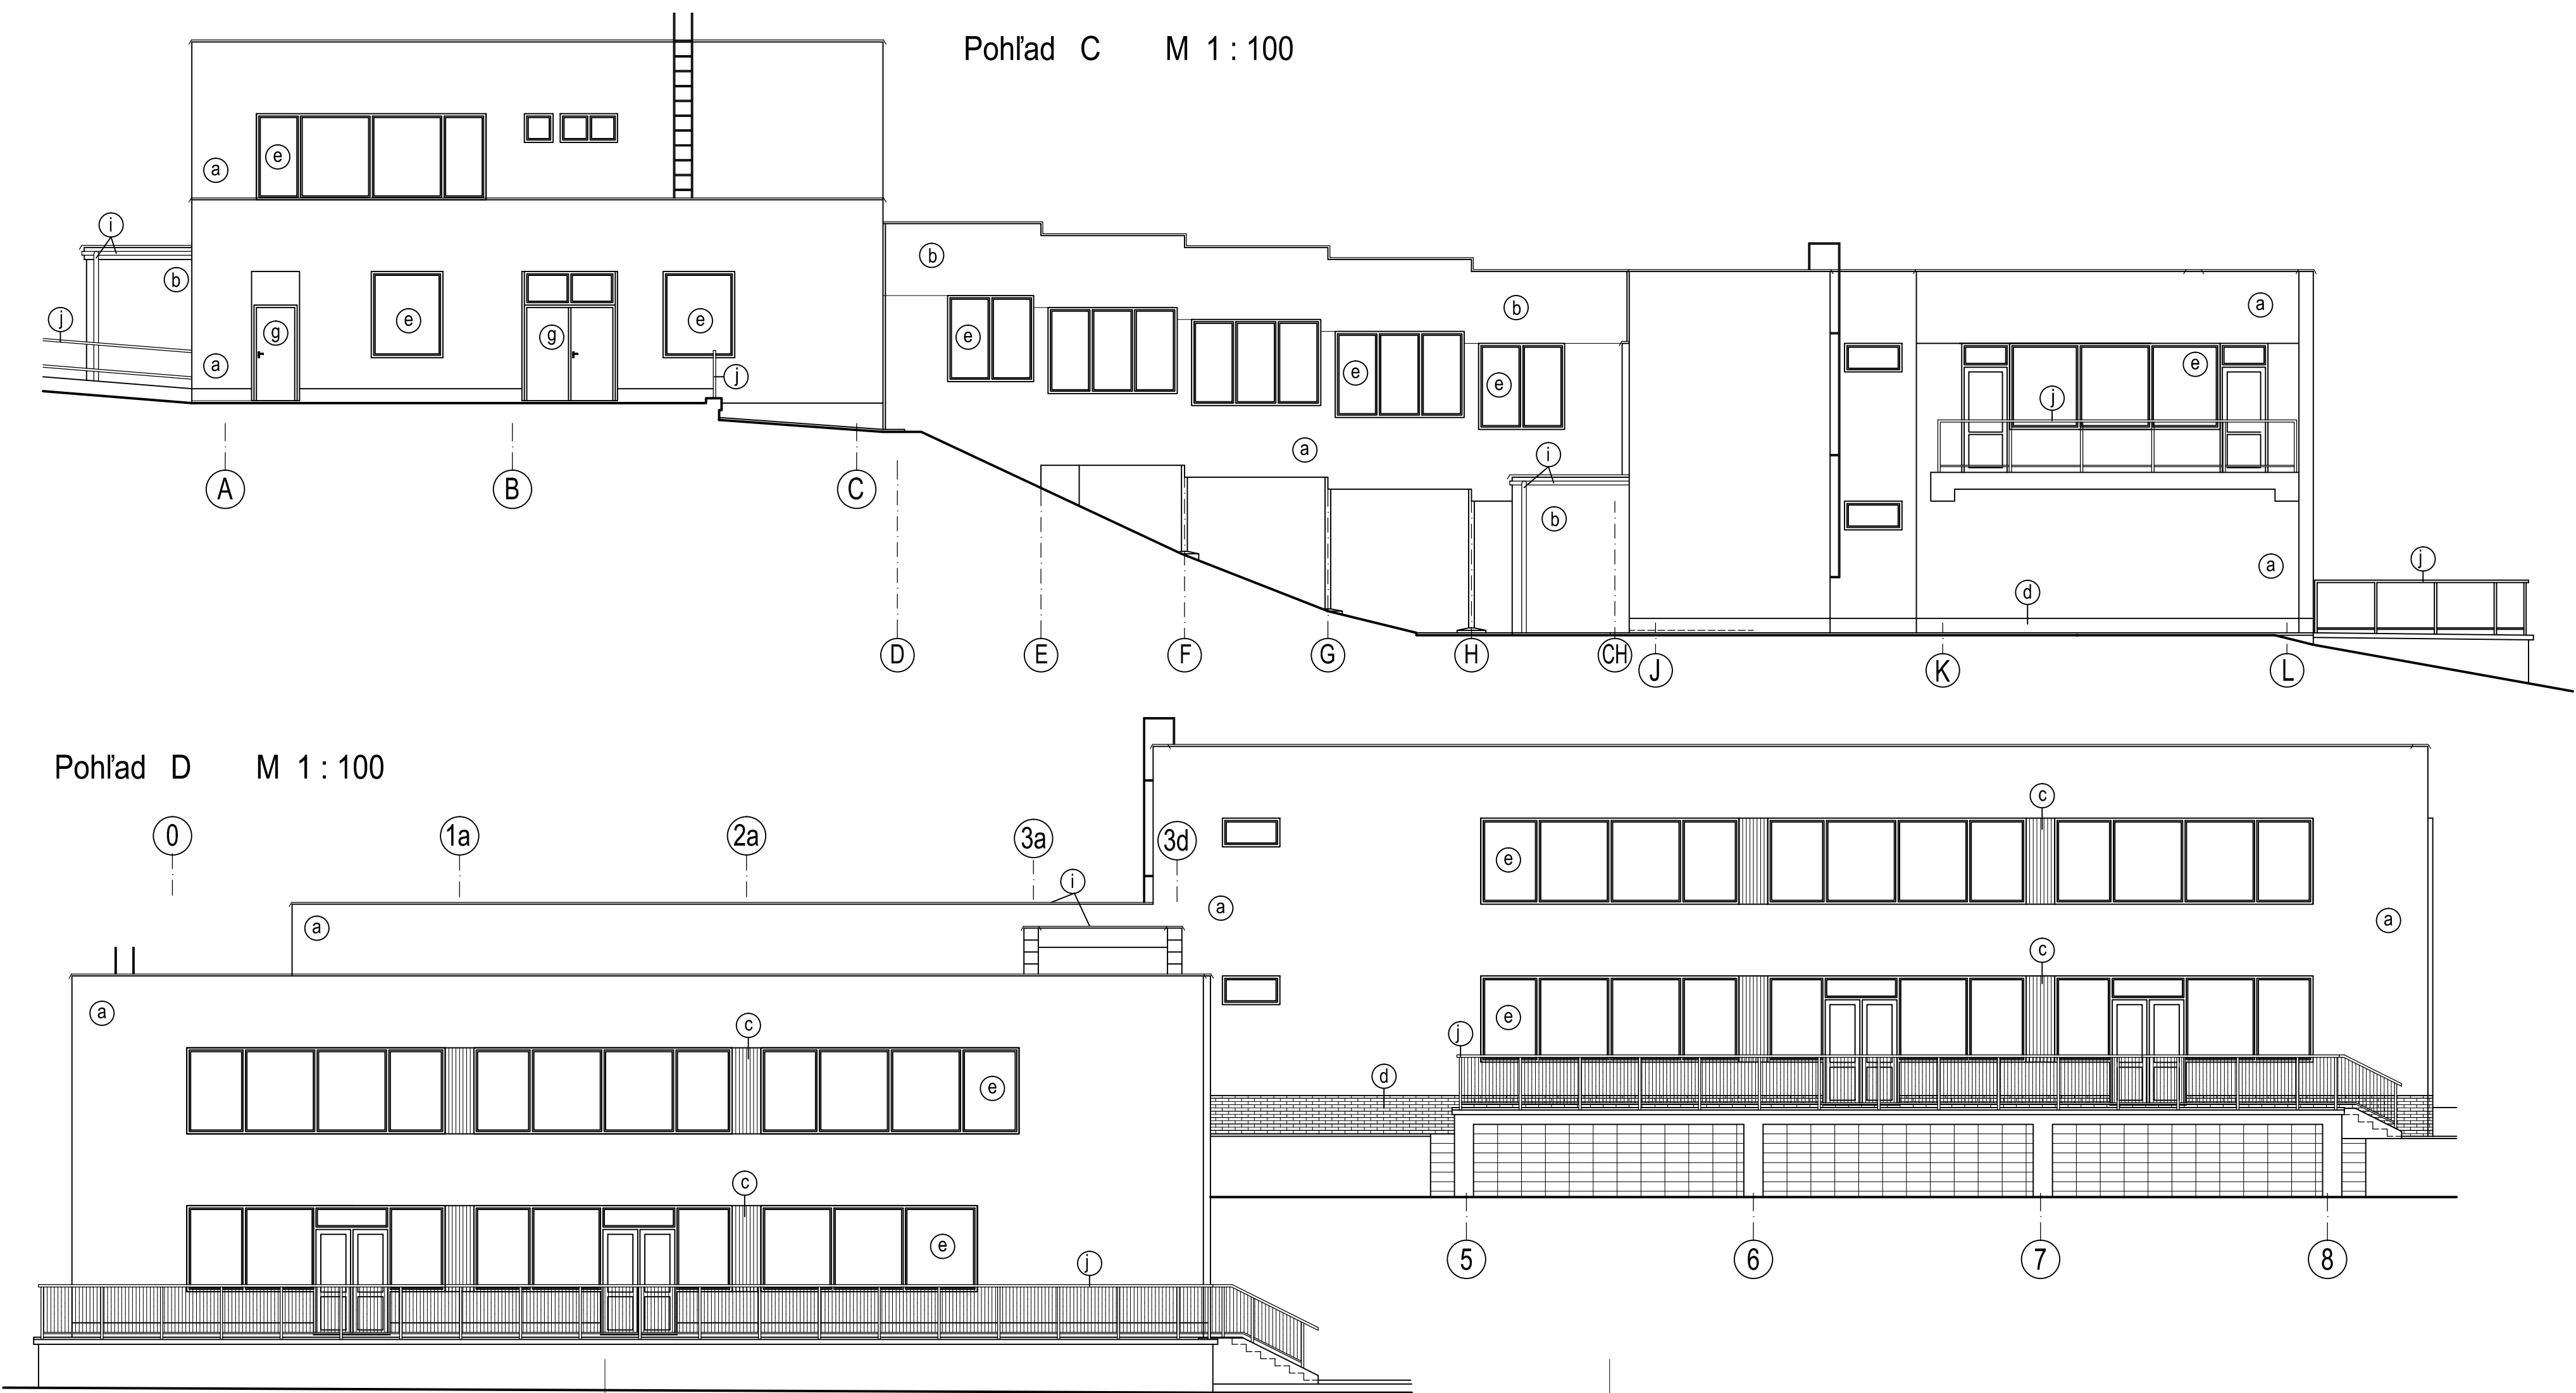 Pohľad C M 1 : 100
a e
i
b
j
a g e g e j
b
e b
e e
a
i
b
a
e
j
a
d
j
A B C
D E F G H CH J K L
Pohľad D M 1 : 100
0 1a 2a 3a 3d
i
a
a
c
e
c
e
j
c
e
a a
c
e
j
d
5 6 7 8